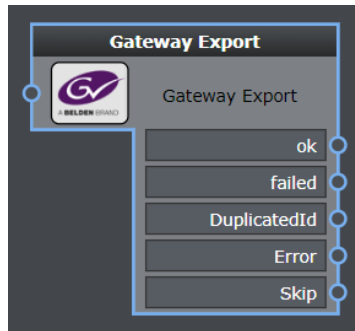 Gateway Export
GV
A BELDEN BRAND
Gateway Export
ok
failed
DuplicatedId
Error
Skip